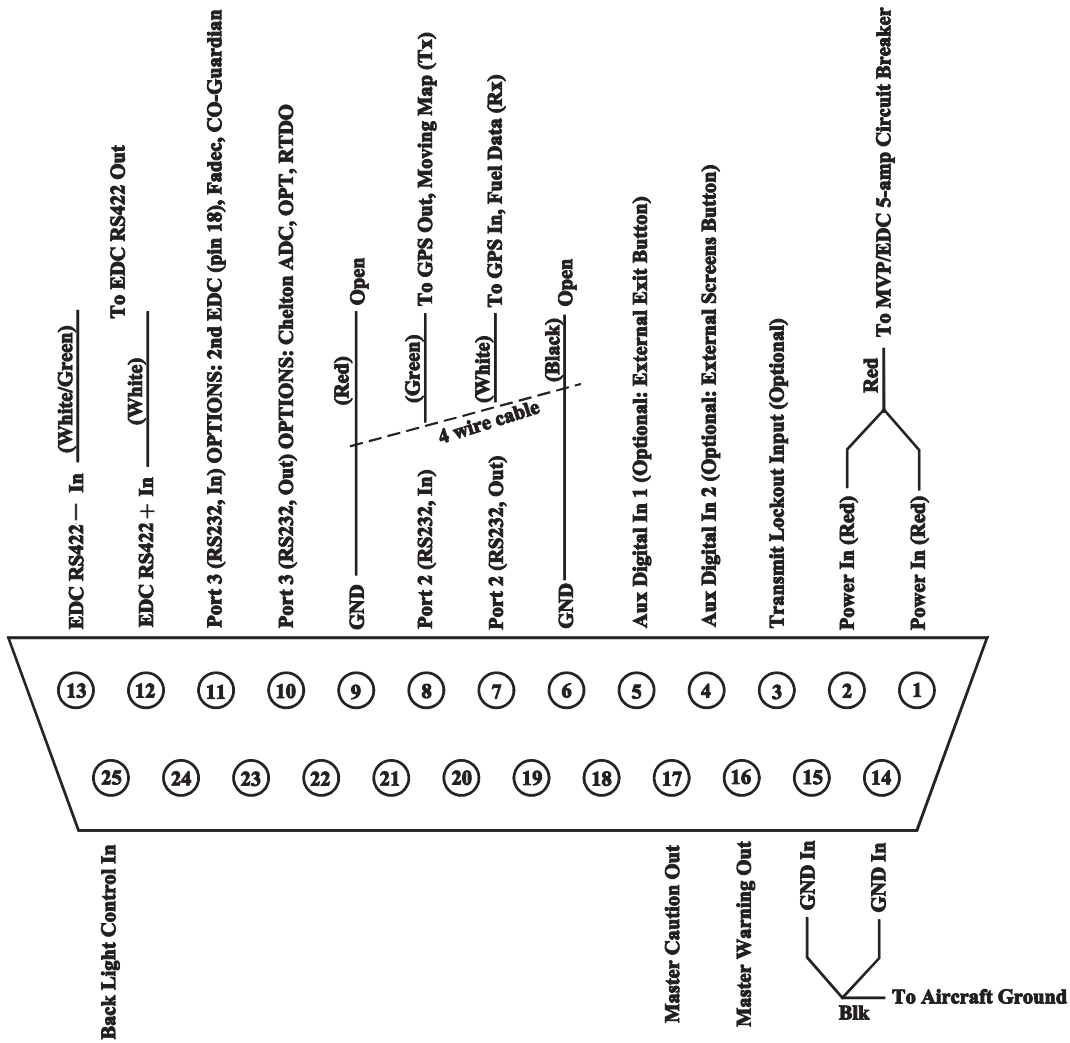 EDC RS422 — In
(White/Green)
To EDC RS422 Out
EDC RS422 + In
(White)
Port 3 (RS232, In) OPTIONS: 2nd EDC (pin 18), Fadec, CO-Guardian
Port 3 (RS232, Out) OPTIONS: Chelton ADC, OPT, RTDO
GND
(Red)
Open
Port 2 (RS232, In)
(Green)
To GPS Out, Moving Map (Tx)
Port 2 (RS232, Out)
(White)
To GPS In, Fuel Data (Rx)
GND
(Black)
Open
4 wire cable
Aux Digital In 1 (Optional: External Exit Button)
Aux Digital In 2 (Optional: External Screens Button)
Transmit Lockout Input (Optional)
Power In (Red)
Power In (Red)
Red
To MVP/EDC 5-amp Circuit Breaker
13 12 11 10 9 8 7 6 5 4 3 2 1
25 24 23 22 21 20 19 18 17 16 15 14
Back Light Control In
Master Caution Out
Master Warning Out
GND In
GND In
Blk
To Aircraft Ground